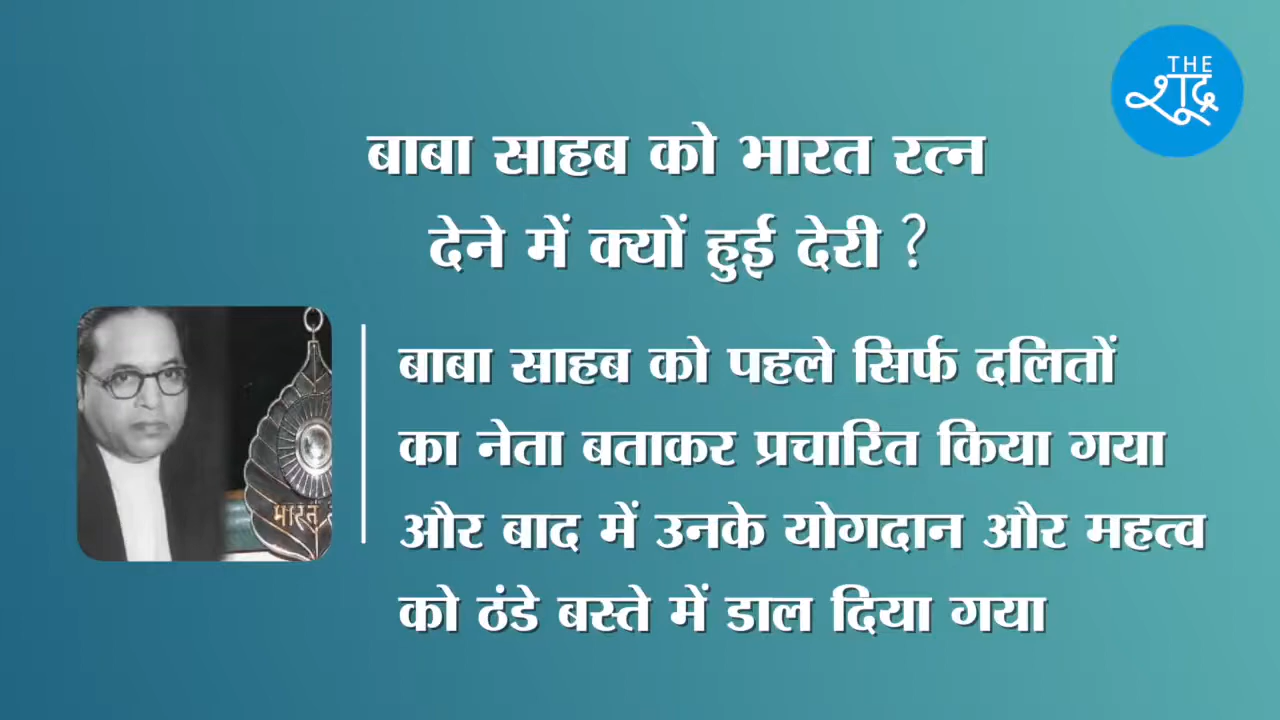 THE
शूद्र
बाबा साहब को भारत रत्न
देने में क्यों हुई देरी ?
बाबा साहब को पहले सिर्फ दलितों
का नेता बताकर प्रचारित किया गया
और बाद में उनके योगदान और महत्व
को ठंडे बस्ते में डाल दिया गया
भारत